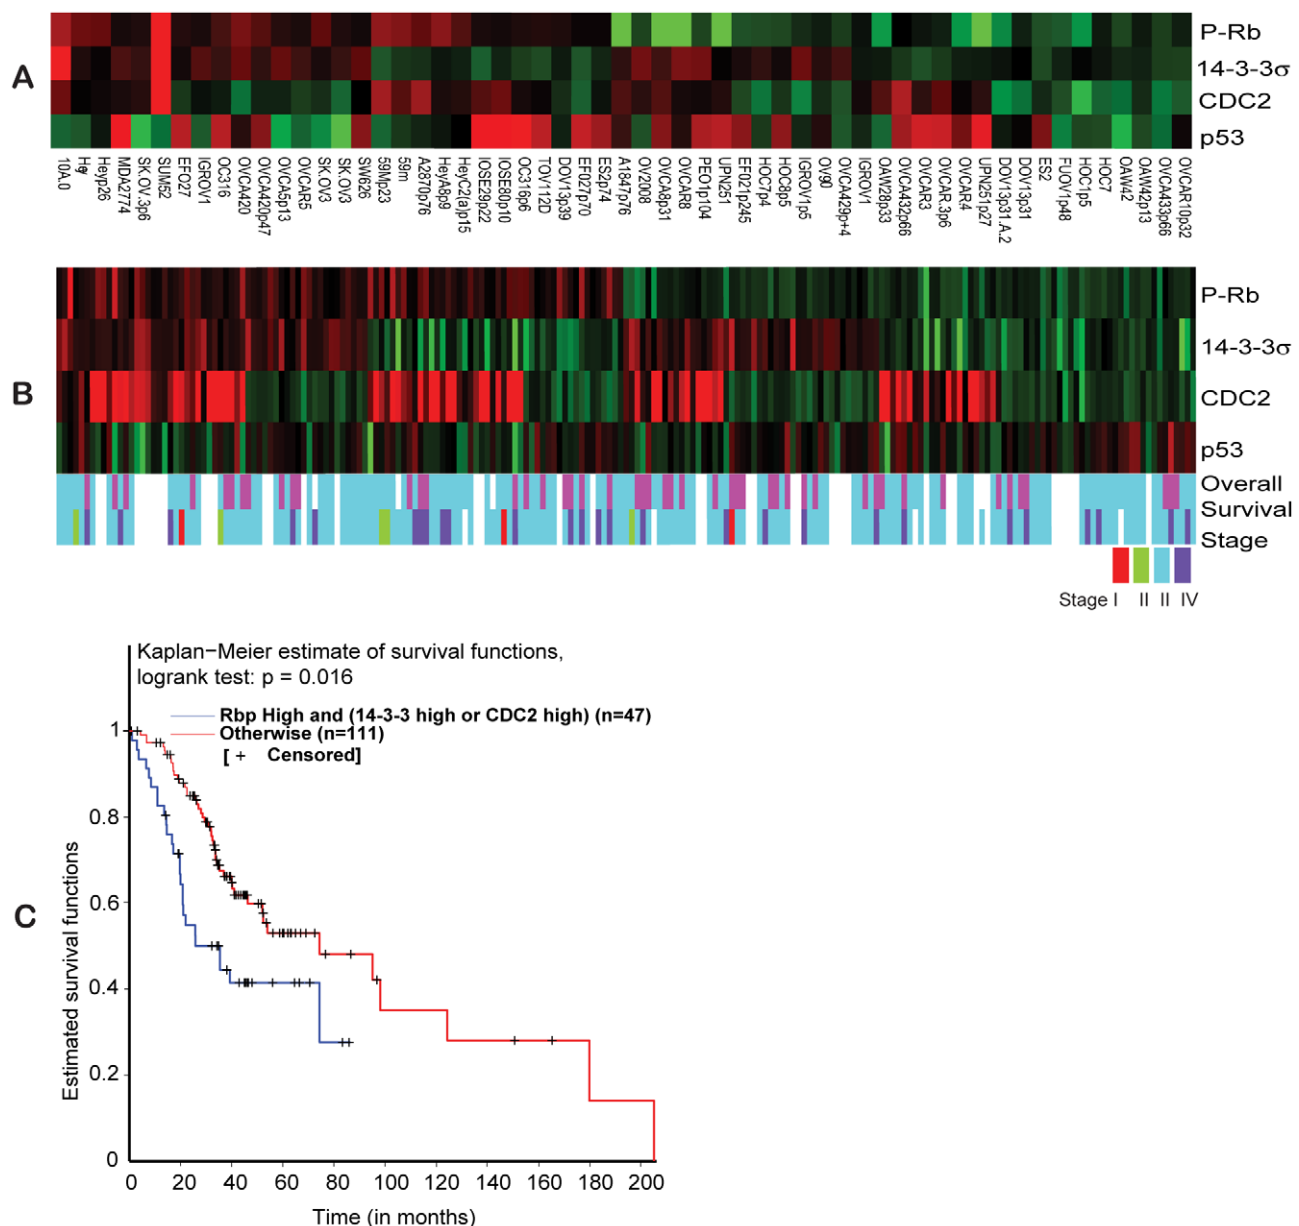 A
P-Rb
14-3-3σ
CDC2
p53
10A.0
Hey
Heyp26
MDA2774
SK.OV.3p6
SUM52
EFO27
IGROV1
OC316
OVCA420
OVCA420p47
OVCA5p13
OVCAR5
SK.OV3
SK.OV3
SW626
59Mp23
59m
A2870p76
HeyA8p9
HeyC2(a)p15
IOSE29p22
IOSE80p10
OC316p6
TOV112D
DOV13p39
EF027p70
ES2p74
A1847p76
OV2008
OVCA8p31
OVCAR8
PEO1p104
UPN251
EF021p245
HOC7p4
HOC8p5
IGROV1p5
OVg0
OVCA429p+4
IGROV1
OAW28p33
OVCA432p66
OVCAR3
OVCAR.3p6
OVCAR4
UPN251p27
DOV13p31.A.2
DOV13p31
ES2
FUOV1p48
HOC1p5
HOC7
OAW42
OAW42p13
OVCA433p66
OVCAR10p32
B
P-Rb
14-3-3σ
CDC2
p53
Overall
Survival
Stage
Stage I II II IV
C
Kaplan−Meier estimate of survival functions,
logrank test: p = 0.016
Rbp High and (14-3-3 high or CDC2 high) (n=47)
Otherwise (n=111)
[ + Censored]
Estimated survival functions
1
0.8
0.6
0.4
0.2
0
0 20 40 60 80 100 120 140 160 180 200
Time (in months)